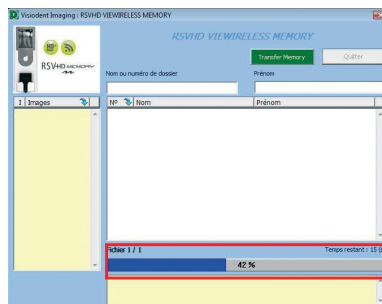 Visiodent Imaging : RSVHD VIEWIRELESS MEMORY
RSVHD VIEWIRELESS MEMORY
HD
RSVHD MEMORY
Transfer Memory
Quitter
Nom ou numéro de dossier
Prénom
I Images
N° Nom
Prénom
Fichier 1 / 1
Temps restant : 15 (s
42 %